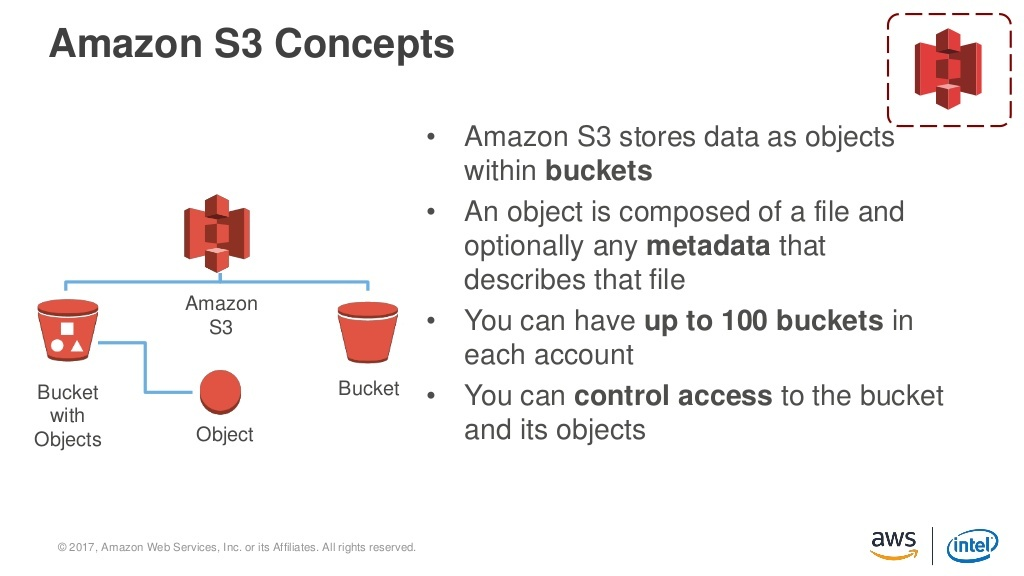 Amazon S3 Concepts
• Amazon S3 stores data as objects
within buckets
• An object is composed of a file and
optionally any metadata that
describes that file
• You can have up to 100 buckets in
each account
• You can control access to the bucket
and its objects
Amazon
S3
Bucket
with
Objects
Object
Bucket
© 2017, Amazon Web Services, Inc. or its Affiliates. All rights reserved.
aws
intel